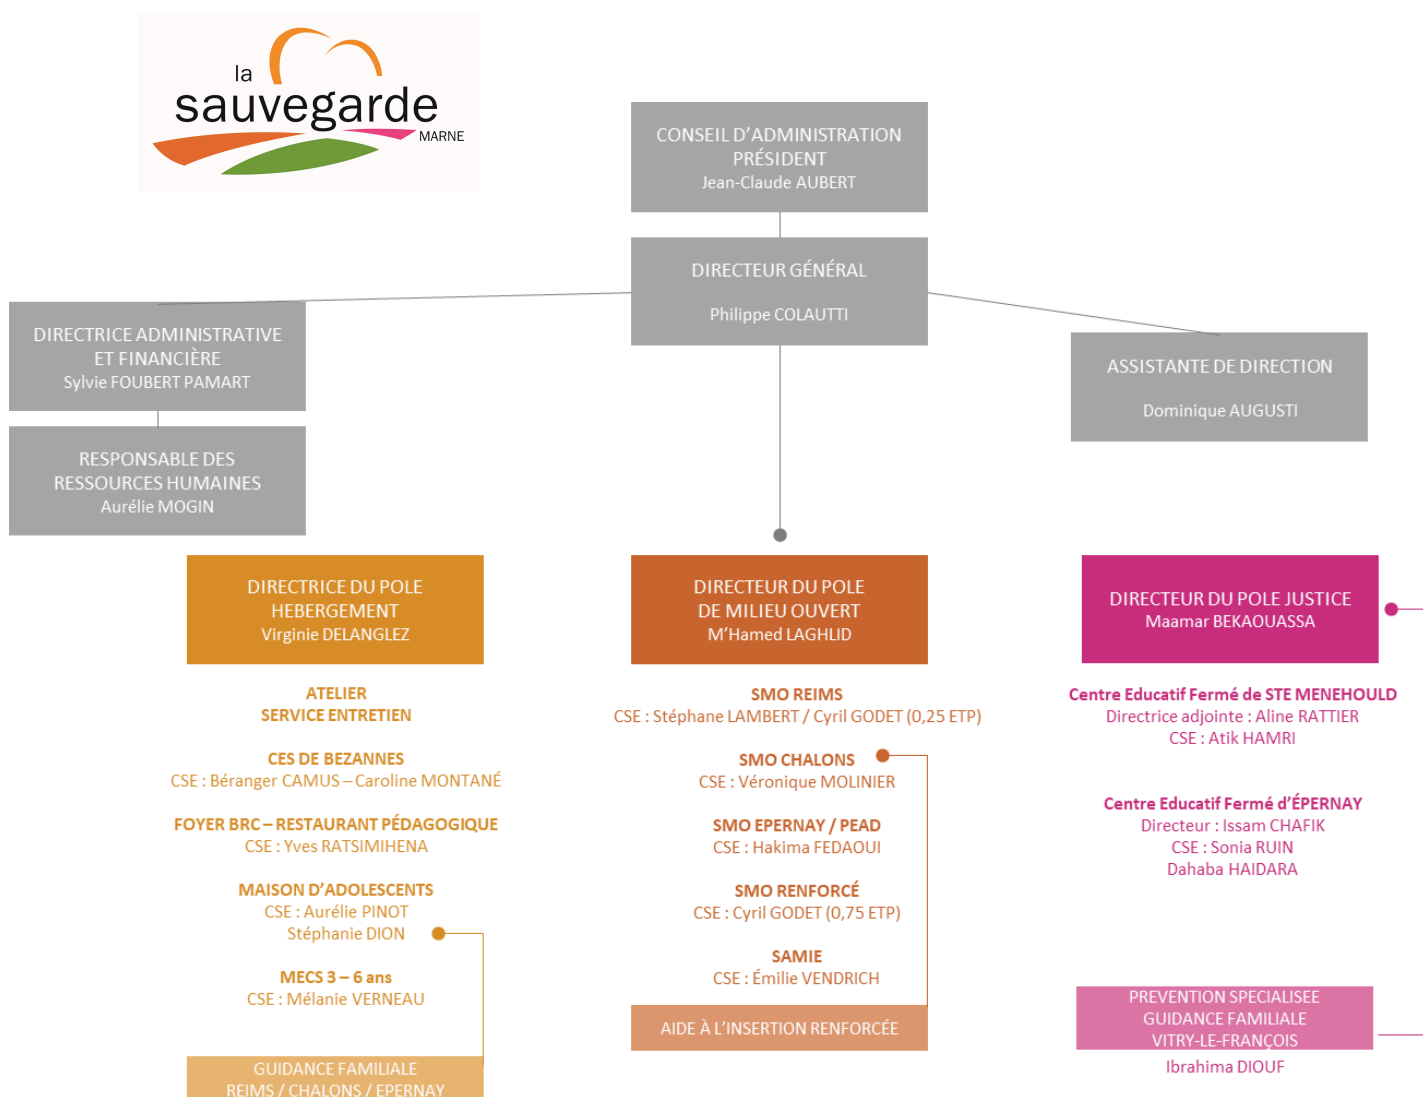 la
sauvegarde
MARNE
CONSEIL D'ADMINISTRATION
PRÉSIDENT
Jean-Claude AUBERT
DIRECTEUR GÉNÉRAL
Philippe COLAUTTI
DIRECTRICE ADMINISTRATIVE
ET FINANCIÈRE
Sylvie FOUBERT PAMART
ASSISTANTE DE DIRECTION
Dominique AUGUSTI
RESPONSABLE DES
RESSOURCES HUMAINES
Aurélie MOGIN
DIRECTRICE DU POLE
HEBERGEMENT
Virginie DELANGLEZ
ATELIER
SERVICE ENTRETIEN
CES DE BEZANNES
CSE : Béranger CAMUS – Caroline MONTANÉ
FOYER BRC – RESTAURANT PÉDAGOGIQUE
CSE : Yves RATSIMIHENA
MAISON D'ADOLESCENTS
CSE : Aurélie PINOT
Stéphanie DION
MECS 3 – 6 ans
CSE : Mélanie VERNEAU
GUIDANCE FAMILIALE
REIMS / CHALONS / EPERNAY
DIRECTEUR DU POLE
DE MILIEU OUVERT
M'Hamed LAGHLID
SMO REIMS
CSE : Stéphane LAMBERT / Cyril GODET (0,25 ETP)
SMO CHALONS
CSE : Véronique MOLINIER
SMO EPERNAY / PEAD
CSE : Hakima FEDAOUI
SMO RENFORCÉ
CSE : Cyril GODET (0,75 ETP)
SAMIE
CSE : Émilie VENDRICH
AIDE À L'INSERTION RENFORCÉE
DIRECTEUR DU POLE JUSTICE
Maamar BEKAOUASSA
Centre Educatif Fermé de STE MENEHOULD
Directrice adjointe : Aline RATTIER
CSE : Atik HAMRI
Centre Educatif Fermé d'ÉPERNAY
Directeur : Issam CHAFIK
CSE : Sonia RUIN
Dahaba HAIDARA
PREVENTION SPECIALISEE
GUIDANCE FAMILIALE
VITRY-LE-FRANÇOIS
Ibrahima DIOUF